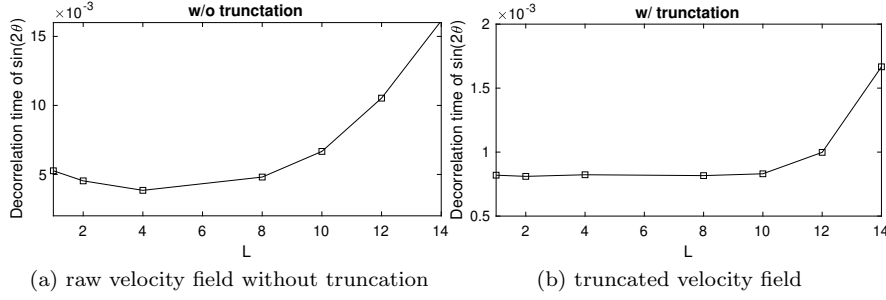 ×10⁻³
w/o trunctation
Decorrelation time of sin(2θ)
15
10
5
2 4 6 8 10 12 14
L
(a) raw velocity field without truncation
×10⁻³
w/ trunctation
Decorrelation time of sin(2θ)
2
1.5
1
0.5
2 4 6 8 10 12 14
L
(b) truncated velocity field